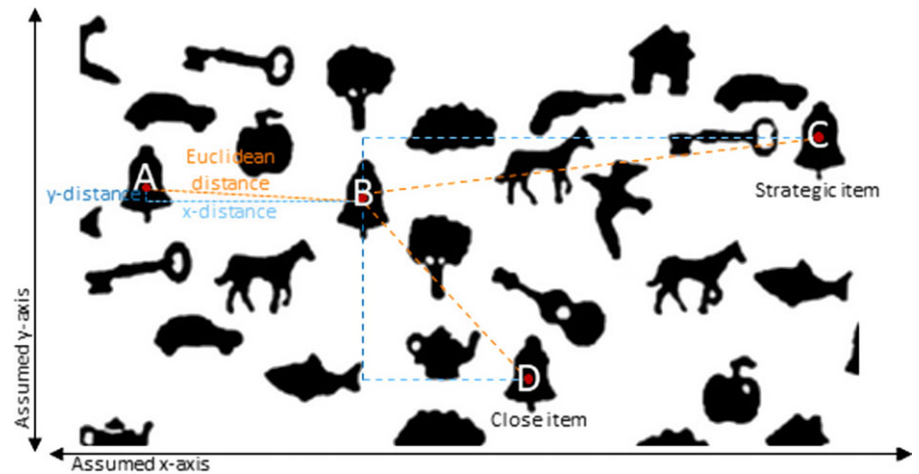 C
Strategic item
Euclidean
distance
A
y-distance
x-distance
B
D
Close item
Assumed y-axis
Assumed x-axis